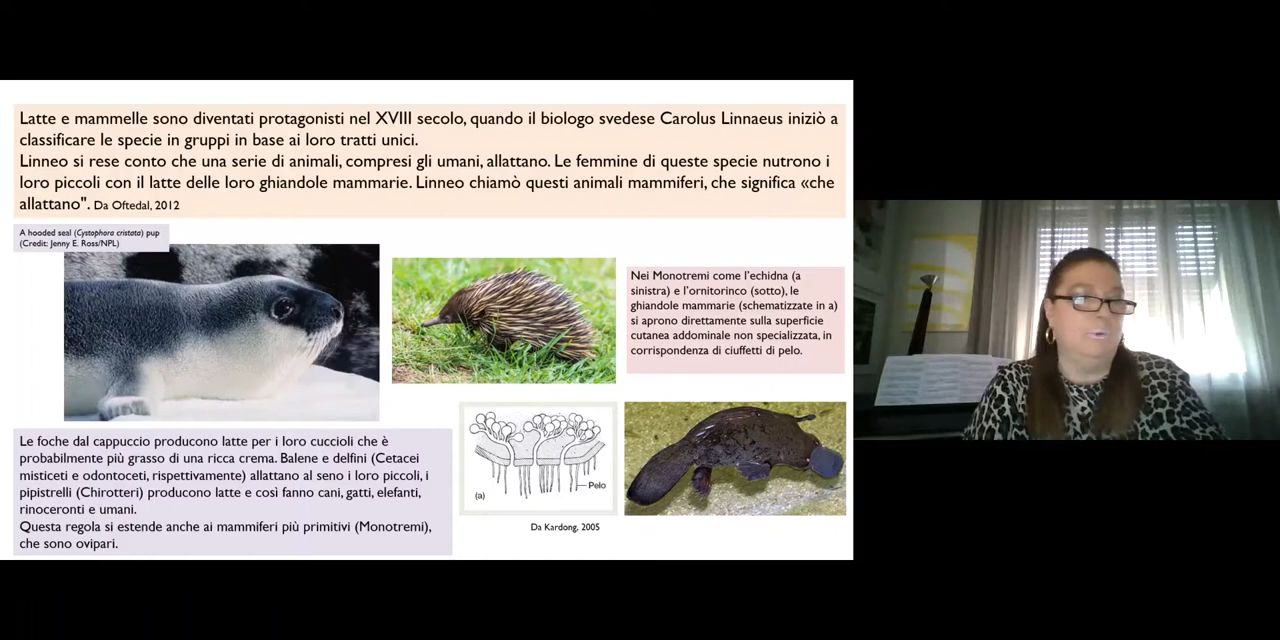 Latte e mammelle sono diventati protagonisti nel XVIII secolo, quando il biologo svedese Carolus Linnaeus iniziò a
classificare le specie in gruppi in base ai loro tratti unici.
Linneo si rese conto che una serie di animali, compresi gli umani, allattano. Le femmine di queste specie nutrono i
loro piccoli con il latte delle loro ghiandole mammarie. Linneo chiamò questi animali mammiferi, che significa «che
allattano". Da Oftedal, 2012
A hooded seal (Cystophora cristata) pup
(Credit: Jenny E. Ross/NPL)
Nei Monotremi come l'echidna (a
sinistra) e l'ornitorinco (sotto), le
ghiandole mammarie (schematizzate in a)
si aprono direttamente sulla superficie
cutanea addominale non specializzata, in
corrispondenza di ciuffetti di pelo.
Le foche dal cappuccio producono latte per i loro cuccioli che è
probabilmente più grasso di una ricca crema. Balene e delfini (Cetacei
misticeti e odontoceti, rispettivamente) allattano al seno i loro piccoli, i
pipistrelli (Chirotteri) producono latte e così fanno cani, gatti, elefanti,
rinoceronti e umani.
Questa regola si estende anche ai mammiferi più primitivi (Monotremi),
che sono ovipari.
Pelo
(a)
Da Kardong, 2005